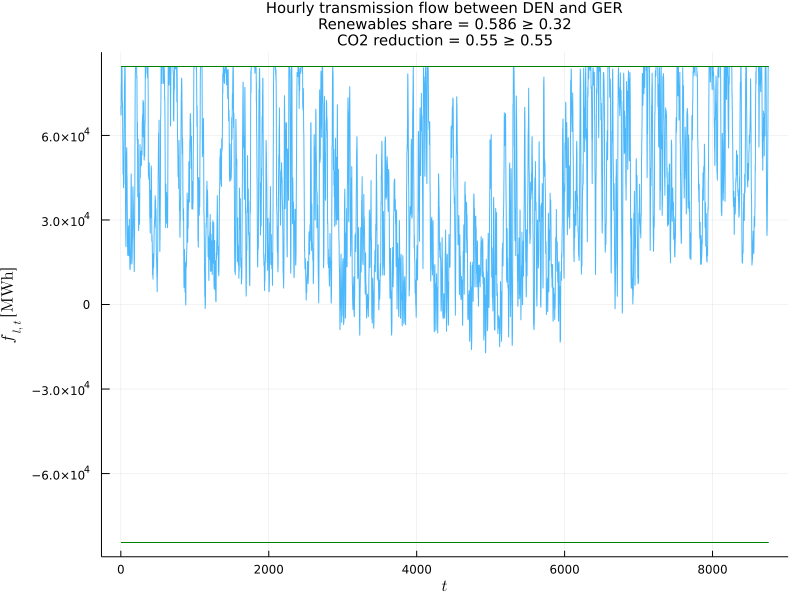 Hourly transmission flow between DEN and GER
Renewables share = 0.586 ≥ 0.32
CO2 reduction = 0.55 ≥ 0.55
6.0×10⁴
3.0×10⁴
0
−3.0×10⁴
−6.0×10⁴
f_{l,t} [MWh]
0 2000 4000 6000 8000
t